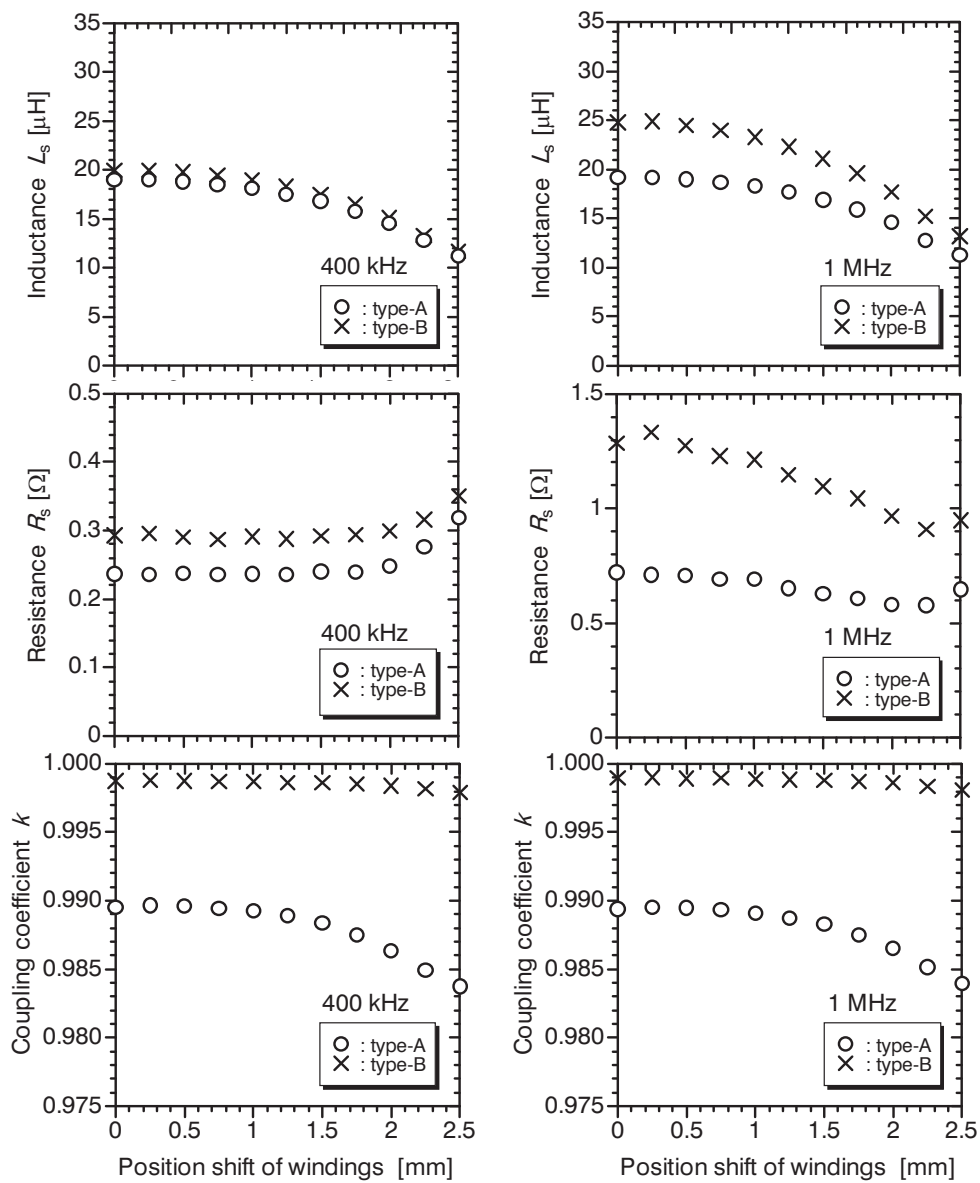 35
30
25
20
15
10
5
0
Inductance Ls [μH]
400 kHz
○ : type-A
× : type-B
35
30
25
20
15
10
5
0
Inductance Ls [μH]
1 MHz
○ : type-A
× : type-B
0.5
0.4
0.3
0.2
0.1
0
Resistance Rs [Ω]
400 kHz
○ : type-A
× : type-B
1.5
1
0.5
0
Resistance Rs [Ω]
1 MHz
○ : type-A
× : type-B
1.000
0.995
0.990
0.985
0.980
0.975
Coupling coefficient k
400 kHz
○ : type-A
× : type-B
0 0.5 1 1.5 2 2.5
Position shift of windings [mm]
1.000
0.995
0.990
0.985
0.980
0.975
Coupling coefficient k
1 MHz
○ : type-A
× : type-B
0 0.5 1 1.5 2 2.5
Position shift of windings [mm]